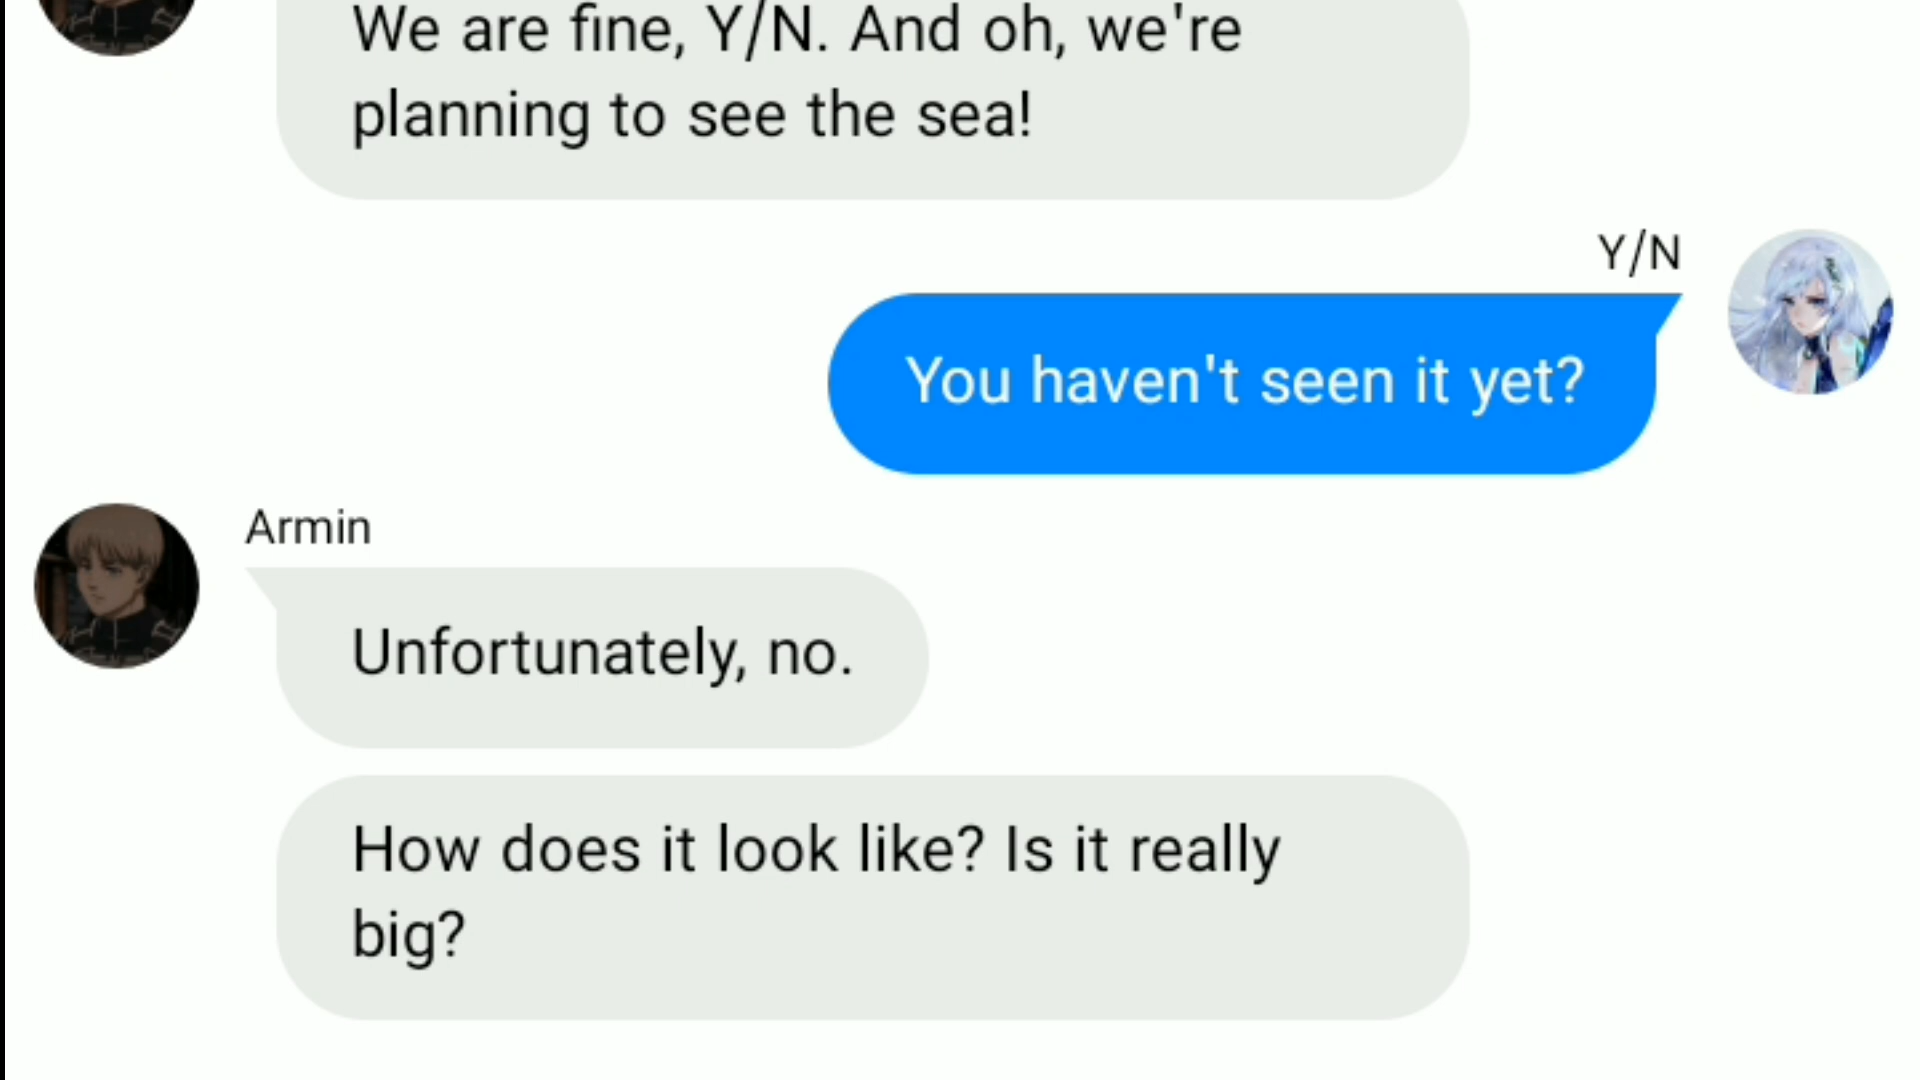 We are fine, Y/N. And oh, we're
planning to see the sea!
Y/N
You haven't seen it yet?
Armin
Unfortunately, no.
How does it look like? Is it really
big?